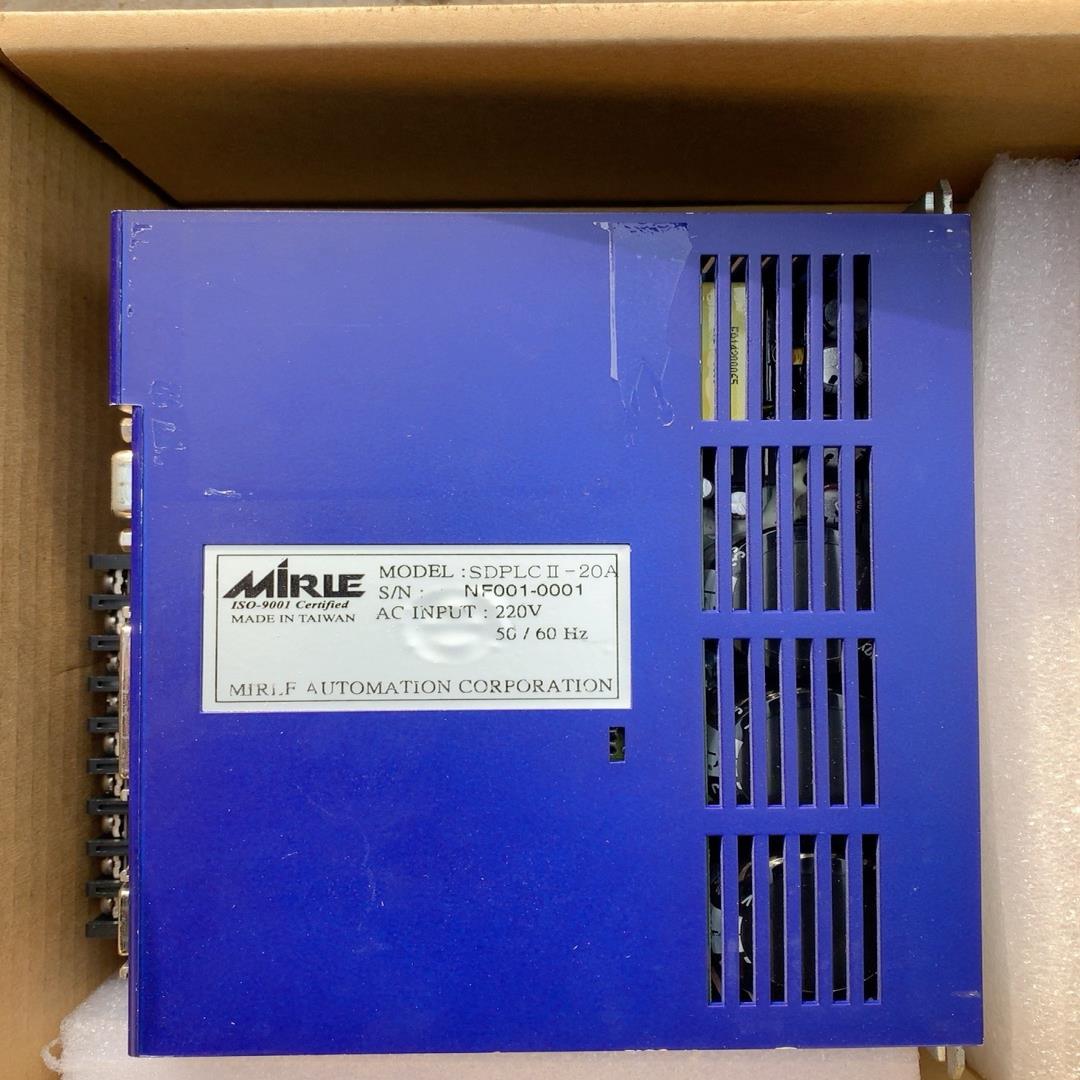 MIRLE
ISO-9001 Certified
MADE IN TAIWAN
MODEL : SDPLC II - 20A
S/N : NF001-0001
AC INPUT : 220V
50 / 60 Hz
MIRLE AUTOMATION CORPORATION